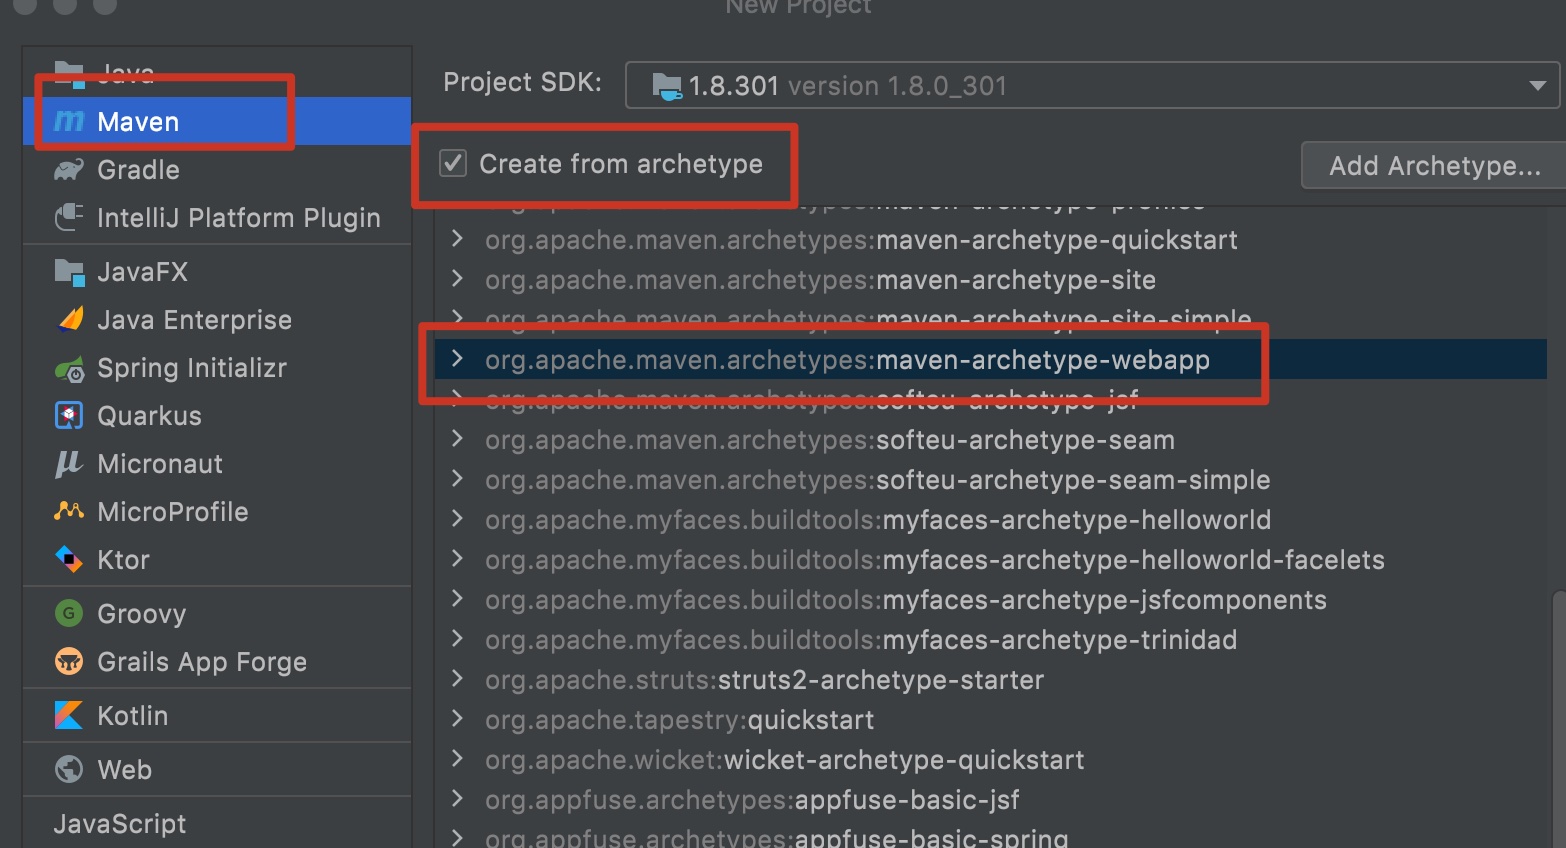 New Project
Java
Maven
Gradle
IntelliJ Platform Plugin
JavaFX
Java Enterprise
Spring Initializr
Quarkus
Micronaut
MicroProfile
Ktor
Groovy
Grails App Forge
Kotlin
Web
JavaScript
Project SDK: 1.8.301 version 1.8.0_301
Create from archetype
Add Archetype...
org.apache.maven.archetypes:maven-archetype-profiles
org.apache.maven.archetypes:maven-archetype-quickstart
org.apache.maven.archetypes:maven-archetype-site
org.apache.maven.archetypes:maven-archetype-site-simple
org.apache.maven.archetypes:maven-archetype-webapp
org.apache.maven.archetypes:softeu-archetype-jsf
org.apache.maven.archetypes:softeu-archetype-seam
org.apache.maven.archetypes:softeu-archetype-seam-simple
org.apache.myfaces.buildtools:myfaces-archetype-helloworld
org.apache.myfaces.buildtools:myfaces-archetype-helloworld-facelets
org.apache.myfaces.buildtools:myfaces-archetype-jsfcomponents
org.apache.myfaces.buildtools:myfaces-archetype-trinidad
org.apache.struts:struts2-archetype-starter
org.apache.tapestry:quickstart
org.apache.wicket:wicket-archetype-quickstart
org.appfuse.archetypes:appfuse-basic-jsf
org.appfuse.archetypes:appfuse-basic-spring